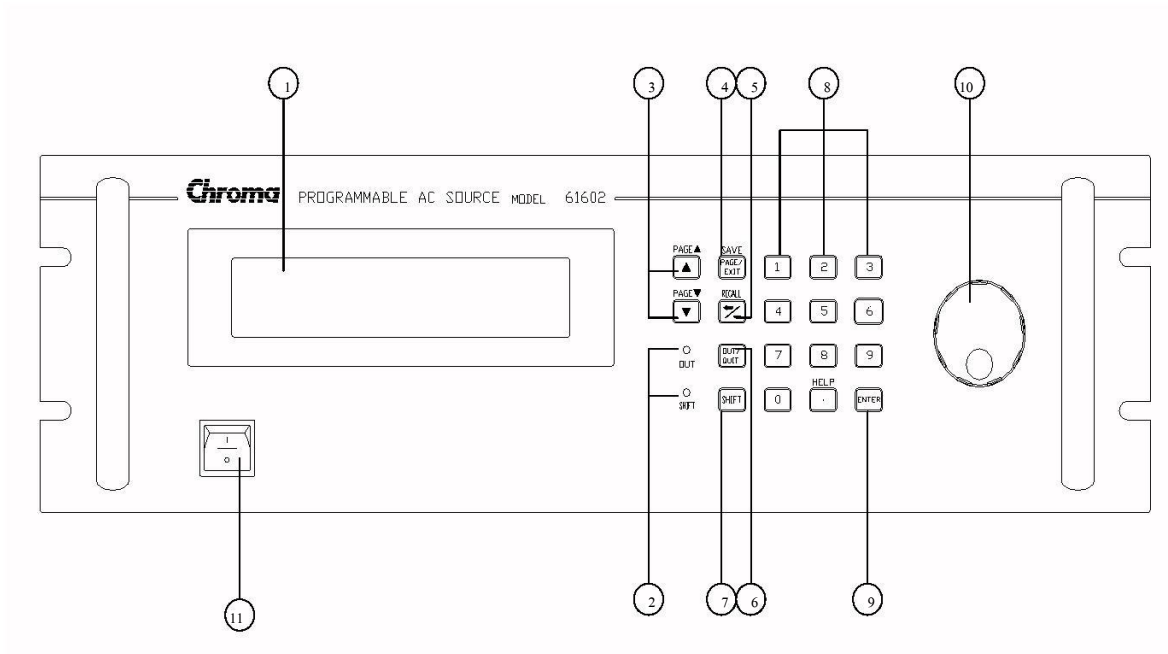 1
3
4
5
8
10
Chroma PROGRAMMABLE AC SOURCE MODEL 61602
PAGE▲ SAVE
▲ PAGE/EXIT 1 2 3
PAGE▼ RECALL
▼ 4 5 6
OUT OUT/QUIT 7 8 9
HELP
SHIFT SHIFT 0 . ENTER
I
O
11
2
7
6
9